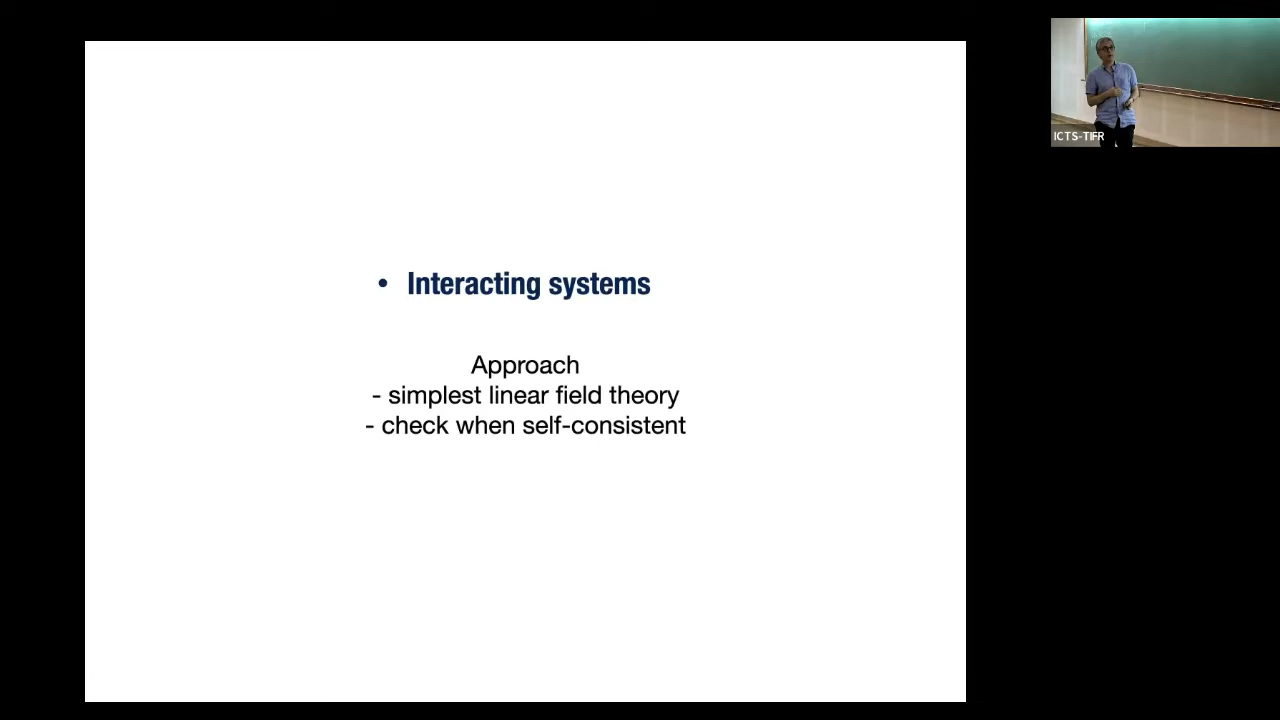 • Interacting systems
Approach
- simplest linear field theory
- check when self-consistent
ICTS-TIFR